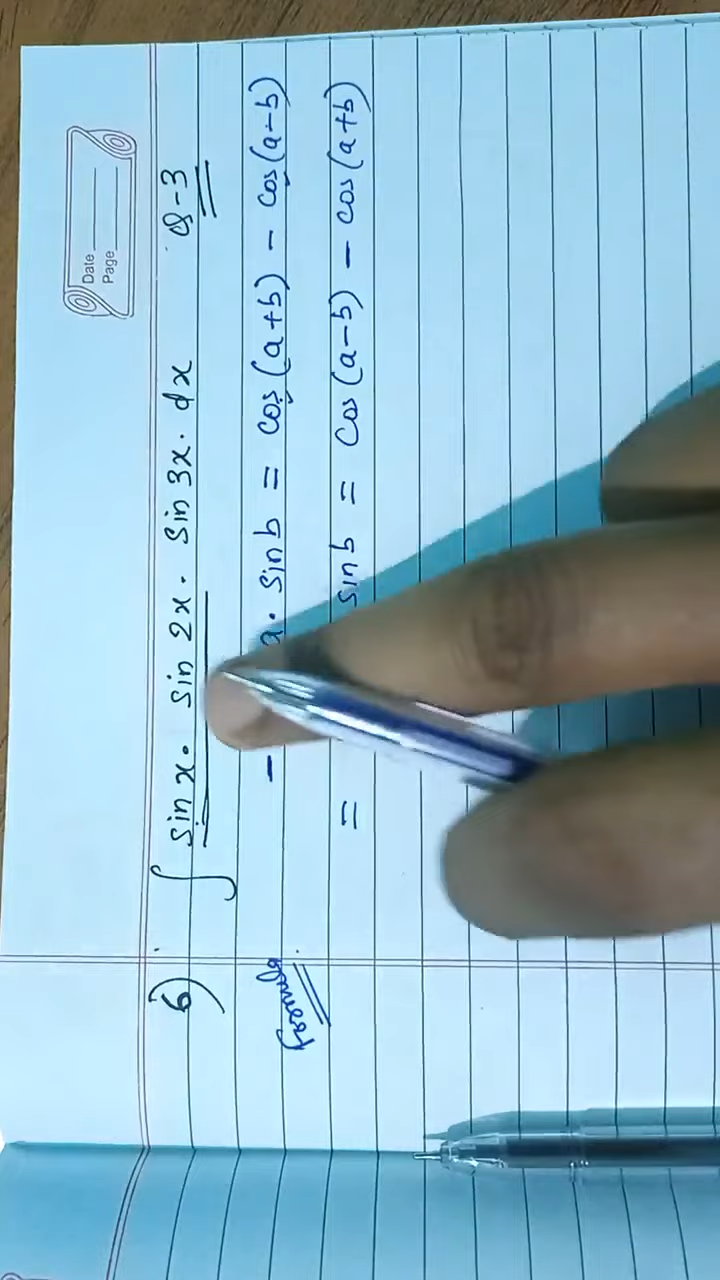 Date
Page
6) ∫ sin x . sin 2x . sin 3x . dx Q-3
Formula - . sin b = cos (a+b) - cos (a-b)
= sin b = cos (a-b) - cos (a+b)